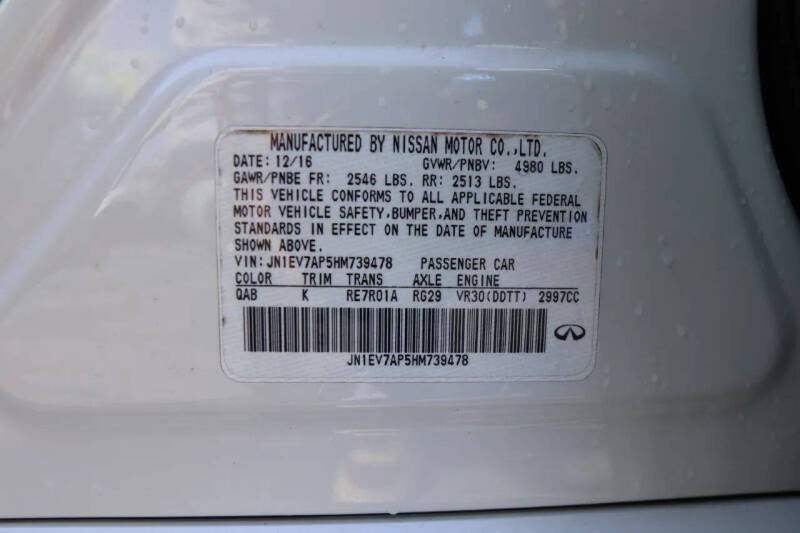 MANUFACTURED BY NISSAN MOTOR CO.,LTD.
DATE: 12/16 GVWR/PNBV: 4980 LBS.
GAWR/PNBE FR: 2546 LBS. RR: 2513 LBS.
THIS VEHICLE CONFORMS TO ALL APPLICABLE FEDERAL
MOTOR VEHICLE SAFETY,BUMPER,AND THEFT PREVENTION
STANDARDS IN EFFECT ON THE DATE OF MANUFACTURE
SHOWN ABOVE.
VIN: JN1EV7AP5HM739478 PASSENGER CAR
COLOR TRIM TRANS AXLE ENGINE
QAB K RE7R01A RG29 VR30(DDTT) 2997CC
JN1EV7AP5HM739478